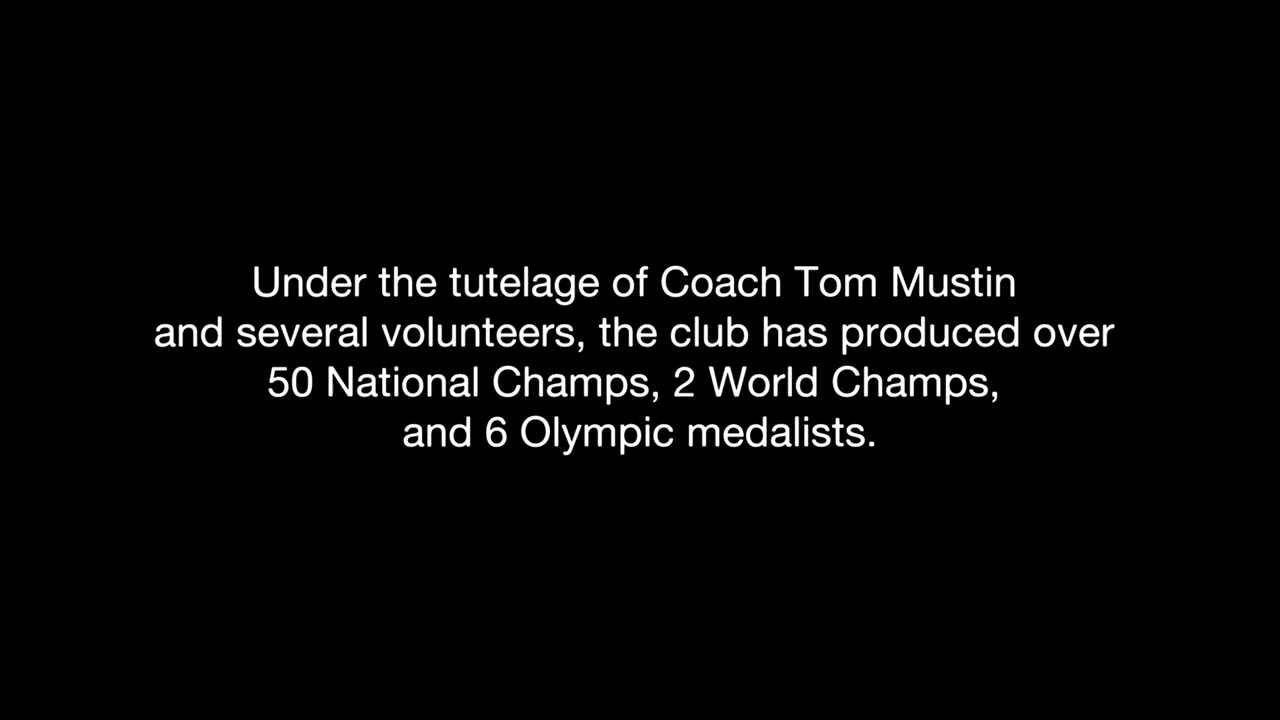 Under the tutelage of Coach Tom Mustin
and several volunteers, the club has produced over
50 National Champs, 2 World Champs,
and 6 Olympic medalists.